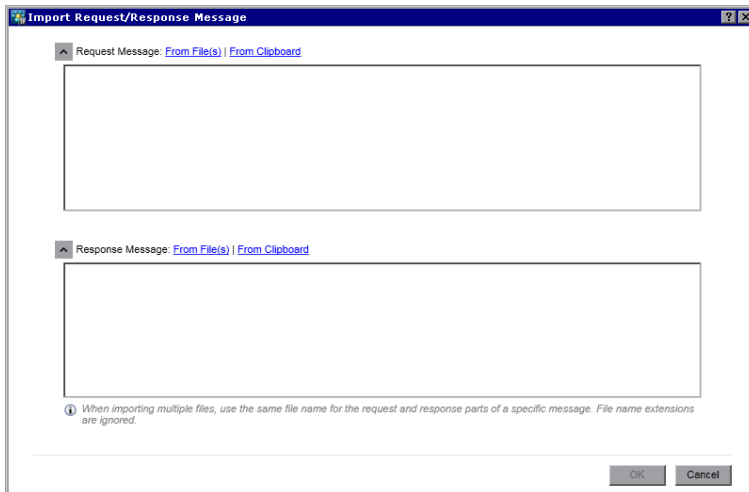 Import Request/Response Message
Request Message: From File(s) | From Clipboard
Response Message: From File(s) | From Clipboard
When importing multiple files, use the same file name for the request and response parts of a specific message. File name extensions
are ignored.
OK Cancel